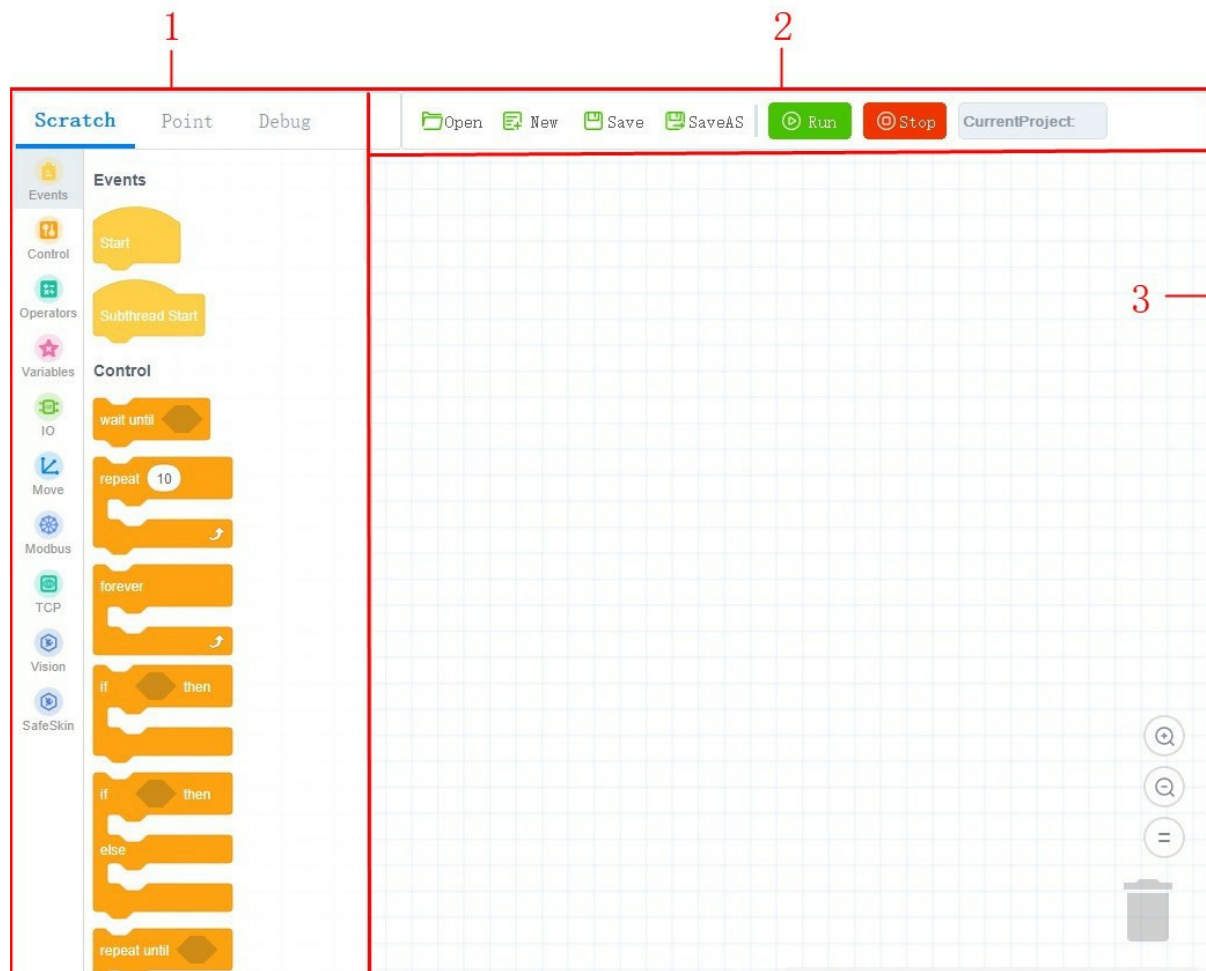 1
2
Scratch Point Debug
Open New Save SaveAS Run Stop CurrentProject:
Events
Control
Operators
Variables
IO
Move
Modbus
TCP
Vision
SafeSkin
Events
Start
Subthread Start
Control
wait until
repeat 10
forever
if then
if then
else
repeat until
3